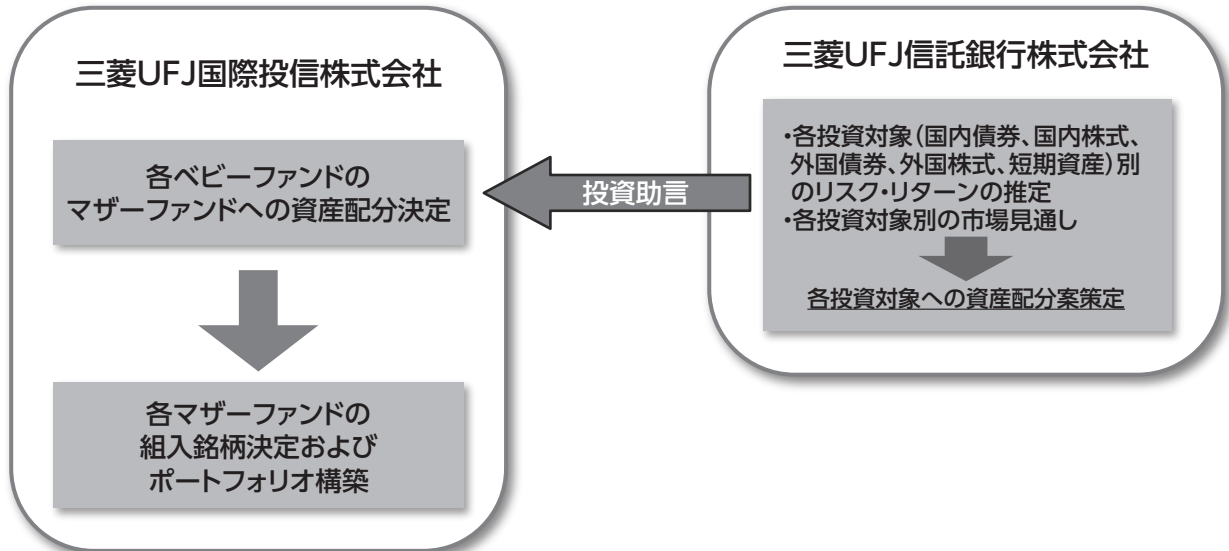 三菱UFJ国際投信株式会社
各ベビーファンドの
マザーファンドへの資産配分決定
各マザーファンドの
組入銘柄決定および
ポートフォリオ構築
投資助言
三菱UFJ信託銀行株式会社
・各投資対象(国内債券、国内株式、
外国債券、外国株式、短期資産)別
のリスク・リターンの推定
・各投資対象別の市場見通し
各投資対象への資産配分案策定